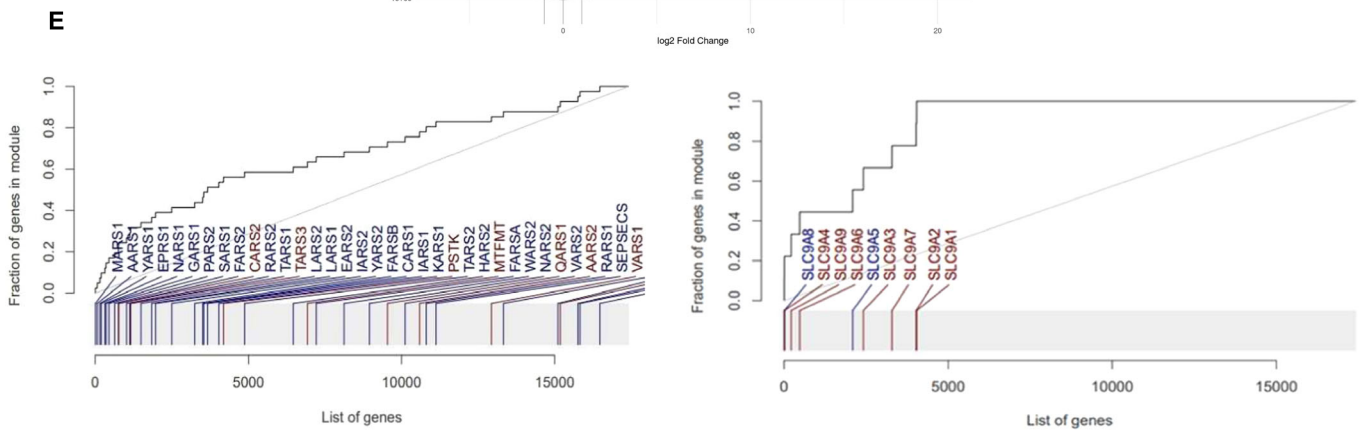 E
0 10 20
log2 Fold Change
Fraction of genes in module
1.0
0.8
0.6
0.4
0.2
0.0
MARS1
AARS1
YARS1
EPRS1
NARS1
GARS1
PARS2
SARS1
FARS2
CARS2
RARS2
TARS1
TARS3
LARS2
LARS1
EARS2
IARS2
YARS2
FARSB
CARS1
IARS1
KARS1
PSTK
TARS2
HARS2
MTFMT
FARSA
WARS2
NARS2
QARS1
VARS2
AARS2
RARS1
SEPSECS
VARS1
0 5000 10000 15000
List of genes
Fraction of genes in module
1.0
0.8
0.6
0.4
0.2
0.0
SLC9A8
SLC9A4
SLC9A9
SLC9A6
SLC9A5
SLC9A3
SLC9A7
SLC9A2
SLC9A1
0 5000 10000 15000
List of genes